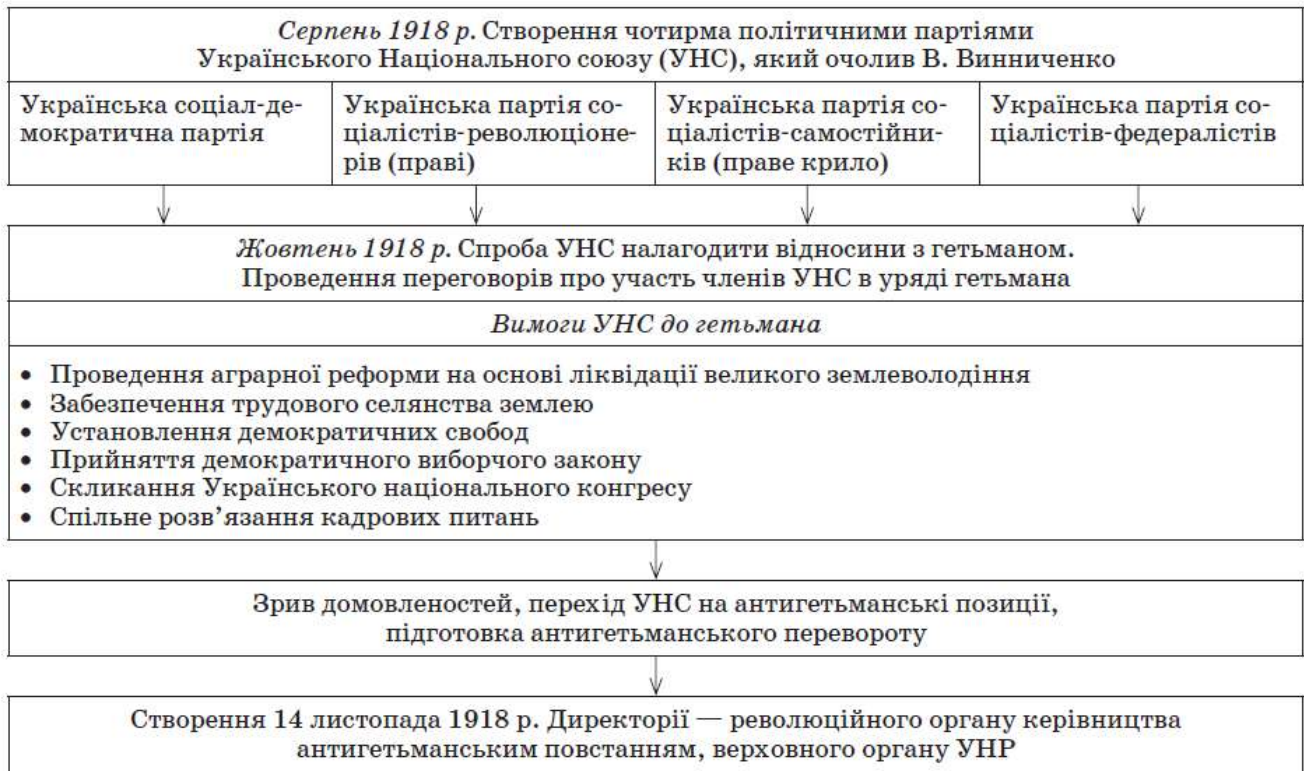 Серпень 1918 р. Створення чотирма політичними партіями
Українського Національного союзу (УНС), який очолив В. Винниченко
Українська соціал-де-
мократична партія
Українська партія со-
ціалістів-революціоне-
рів (праві)
Українська партія со-
ціалістів-самостійни-
ків (праве крило)
Українська партія со-
ціалістів-федералістів
Жовтень 1918 р. Спроба УНС налагодити відносини з гетьманом.
Проведення переговорів про участь членів УНС в уряді гетьмана
Вимоги УНС до гетьмана
• Проведення аграрної реформи на основі ліквідації великого землеволодіння
• Забезпечення трудового селянства землею
• Установлення демократичних свобод
• Прийняття демократичного виборчого закону
• Скликання Українського національного конгресу
• Спільне розв’язання кадрових питань
Зрив домовленостей, перехід УНС на антигетьманські позиції,
підготовка антигетьманського перевороту
Створення 14 листопада 1918 р. Директорії — революційного органу керівництва
антигетьманським повстанням, верховного органу УНР